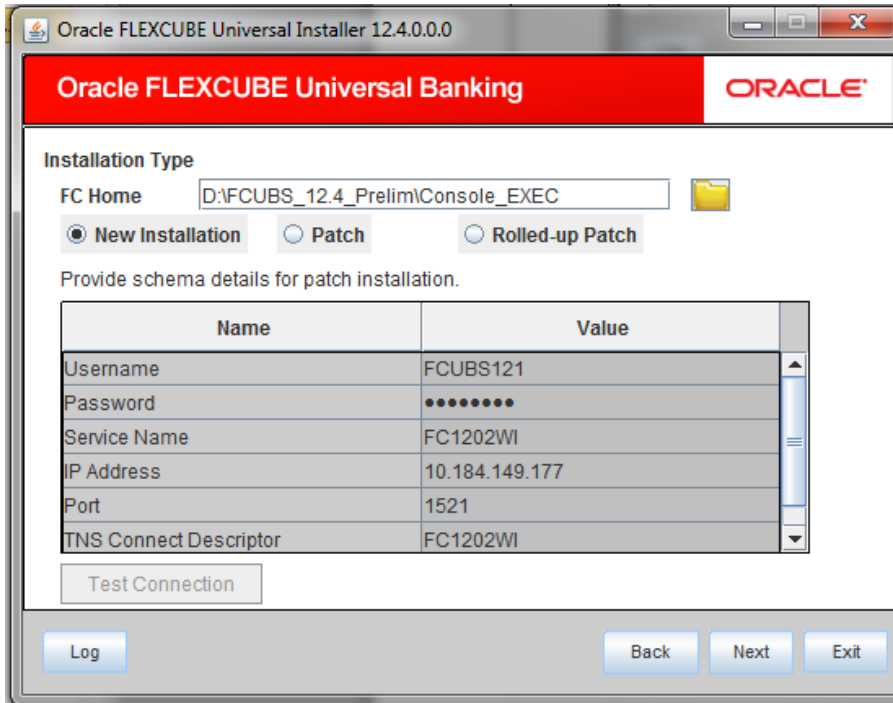 Oracle FLEXCUBE Universal Installer 12.4.0.0.0
Oracle FLEXCUBE Universal Banking
ORACLE
Installation Type
FC Home D:\FCUBS_12.4_Prelim\Console_EXEC
New Installation Patch Rolled-up Patch
Provide schema details for patch installation.
Name Value
Username FCUBS121
Password ••••••••
Service Name FC1202WI
IP Address 10.184.149.177
Port 1521
TNS Connect Descriptor FC1202WI
Test Connection
Log Back Next Exit